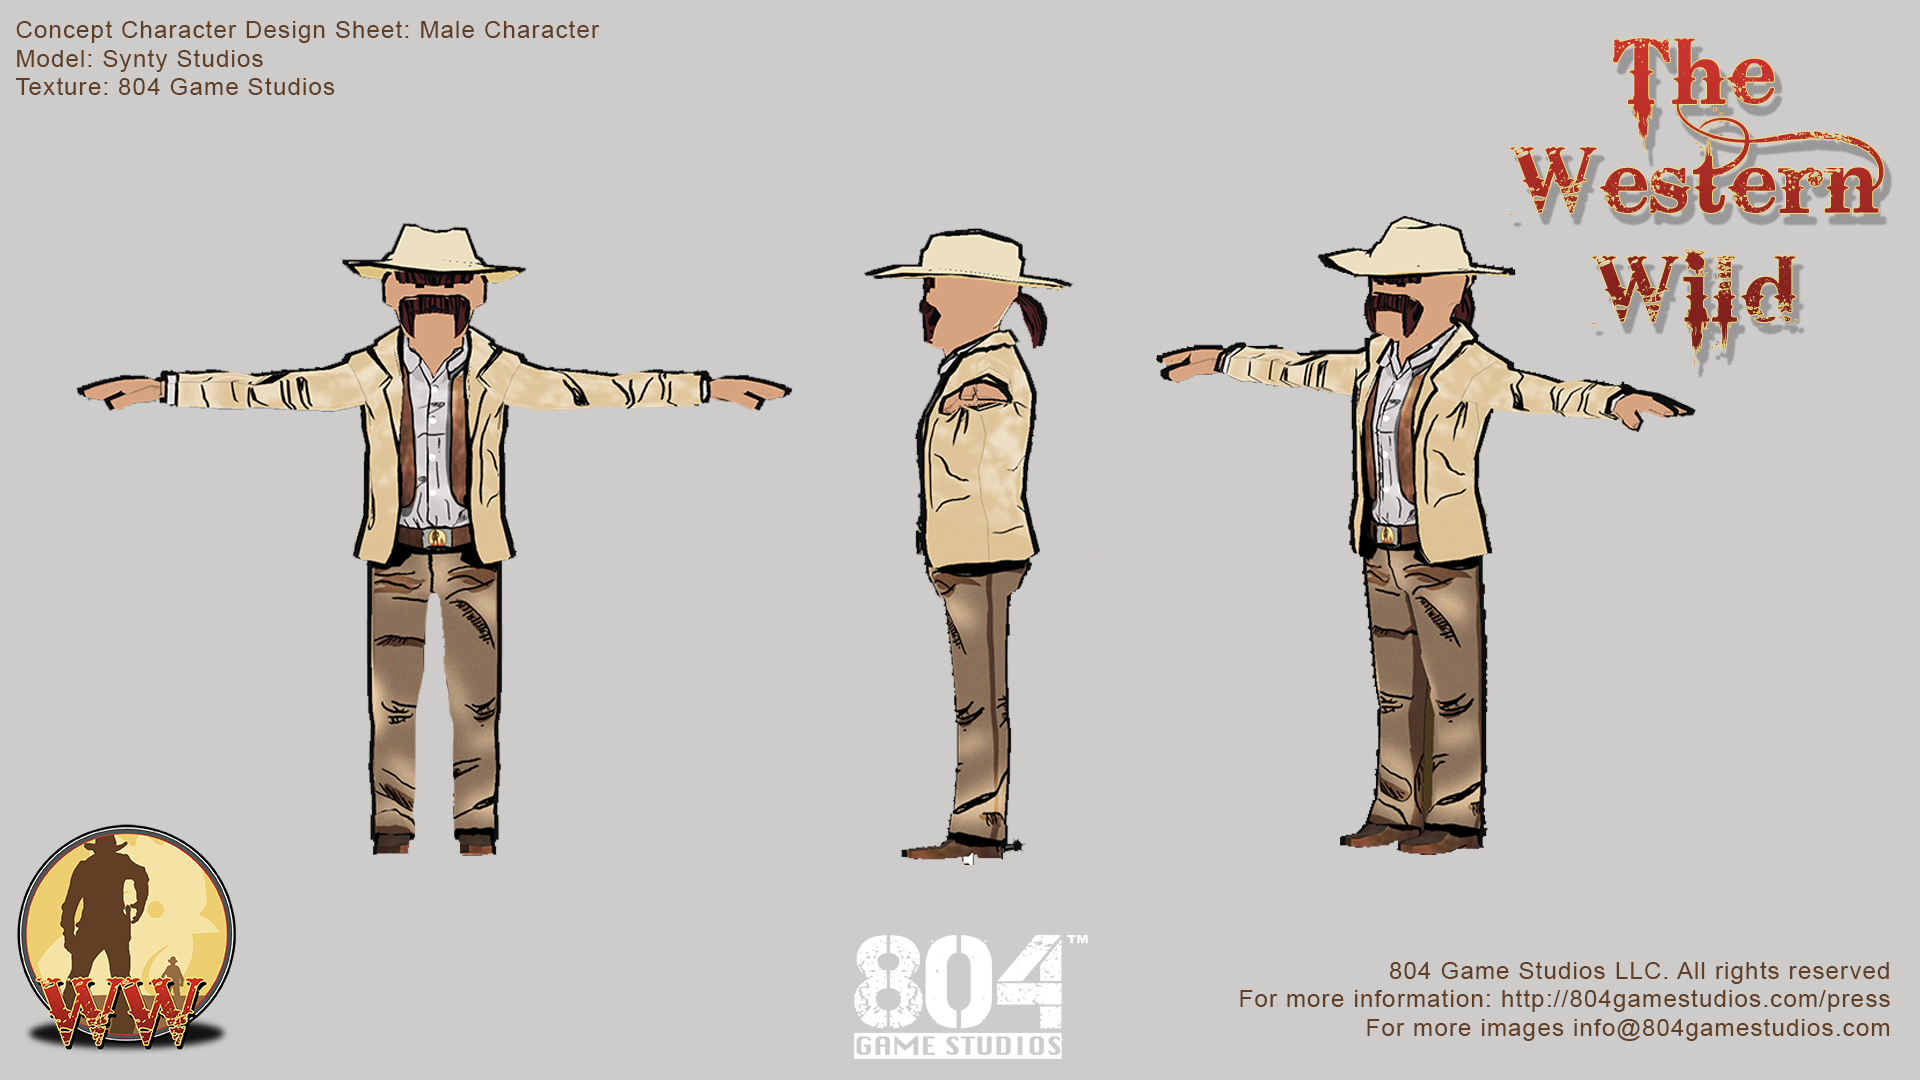 Concept Character Design Sheet: Male Character
Model: Synty Studios
Texture: 804 Game Studios
The
Western
Wild
WW
804™
GAME STUDIOS
804 Game Studios LLC. All rights reserved
For more information: http://804gamestudios.com/press
For more images info@804gamestudios.com